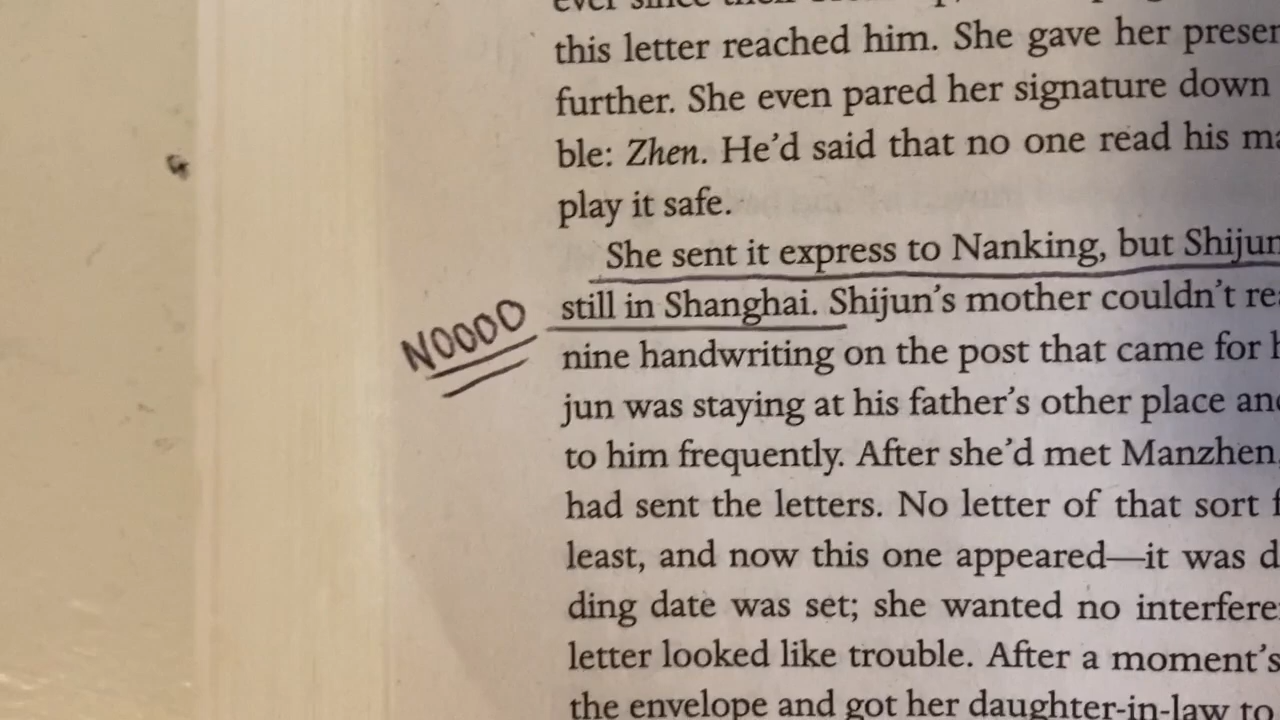 this letter reached him. She gave her
further. She even pared her signature down
ble: Zhen. He'd said that no one read his
play it safe.
She sent it express to Nanking, but Shijun
still in Shanghai. Shijun's mother couldn't
NOOOO
nine handwriting on the post that came for
jun was staying at his father's other place
to him frequently. After she'd met Manzhen,
had sent the letters. No letter of that sort
least, and now this one appeared—it was
ding date was set; she wanted no
letter looked like trouble. After a moment's
the envelope and got her daughter-in-law to